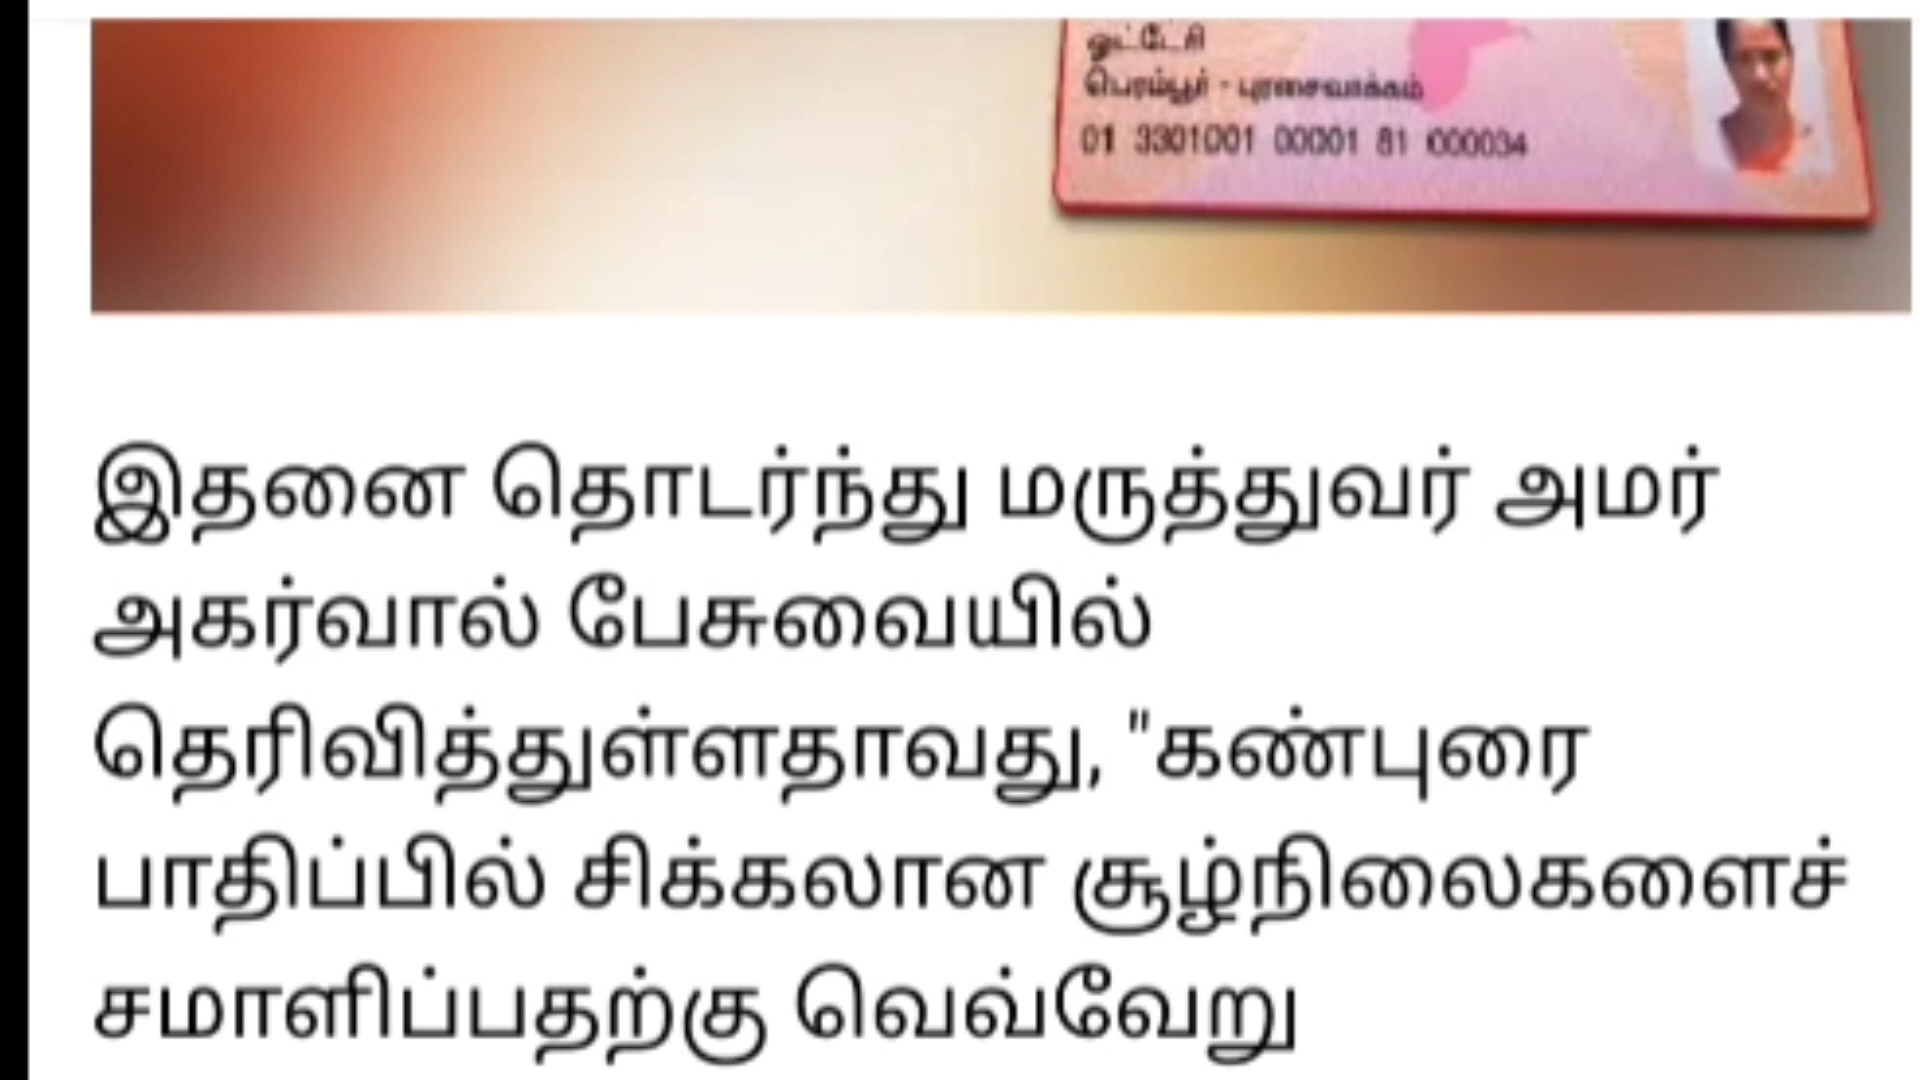 ஓட்டேரி
பெரம்பூர் - புரசைவாக்கம்
01 3301001 00001 81 000034
இதனை தொடர்ந்து மருத்துவர் அமர்
அகர்வால் பேசுவையில்
தெரிவித்துள்ளதாவது, "கண்புரை
பாதிப்பில் சிக்கலான சூழ்நிலைகளைச்
சமாளிப்பதற்கு வெவ்வேறு